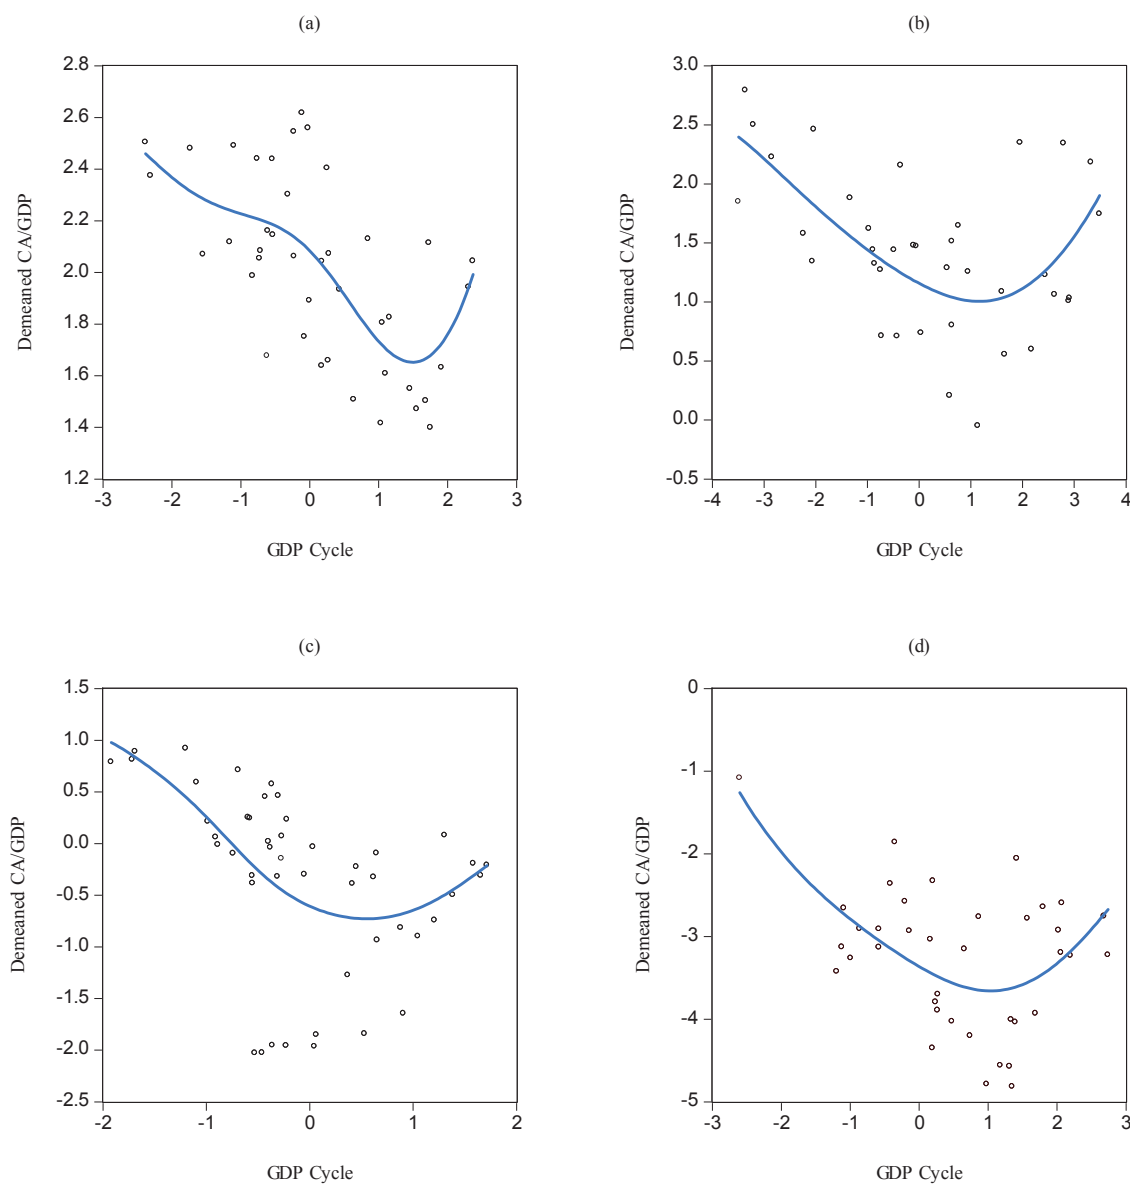 (a)
2.8
2.6
2.4
2.2
2.0
1.8
1.6
1.4
1.2
-3 -2 -1 0 1 2 3
Demeaned CA/GDP
GDP Cycle
(b)
3.0
2.5
2.0
1.5
1.0
0.5
0.0
-0.5
-4 -3 -2 -1 0 1 2 3 4
Demeaned CA/GDP
GDP Cycle
(c)
1.5
1.0
0.5
0.0
-0.5
-1.0
-1.5
-2.0
-2.5
-2 -1 0 1 2
Demeaned CA/GDP
GDP Cycle
(d)
0
-1
-2
-3
-4
-5
-3 -2 -1 0 1 2 3
Demeaned CA/GDP
GDP Cycle